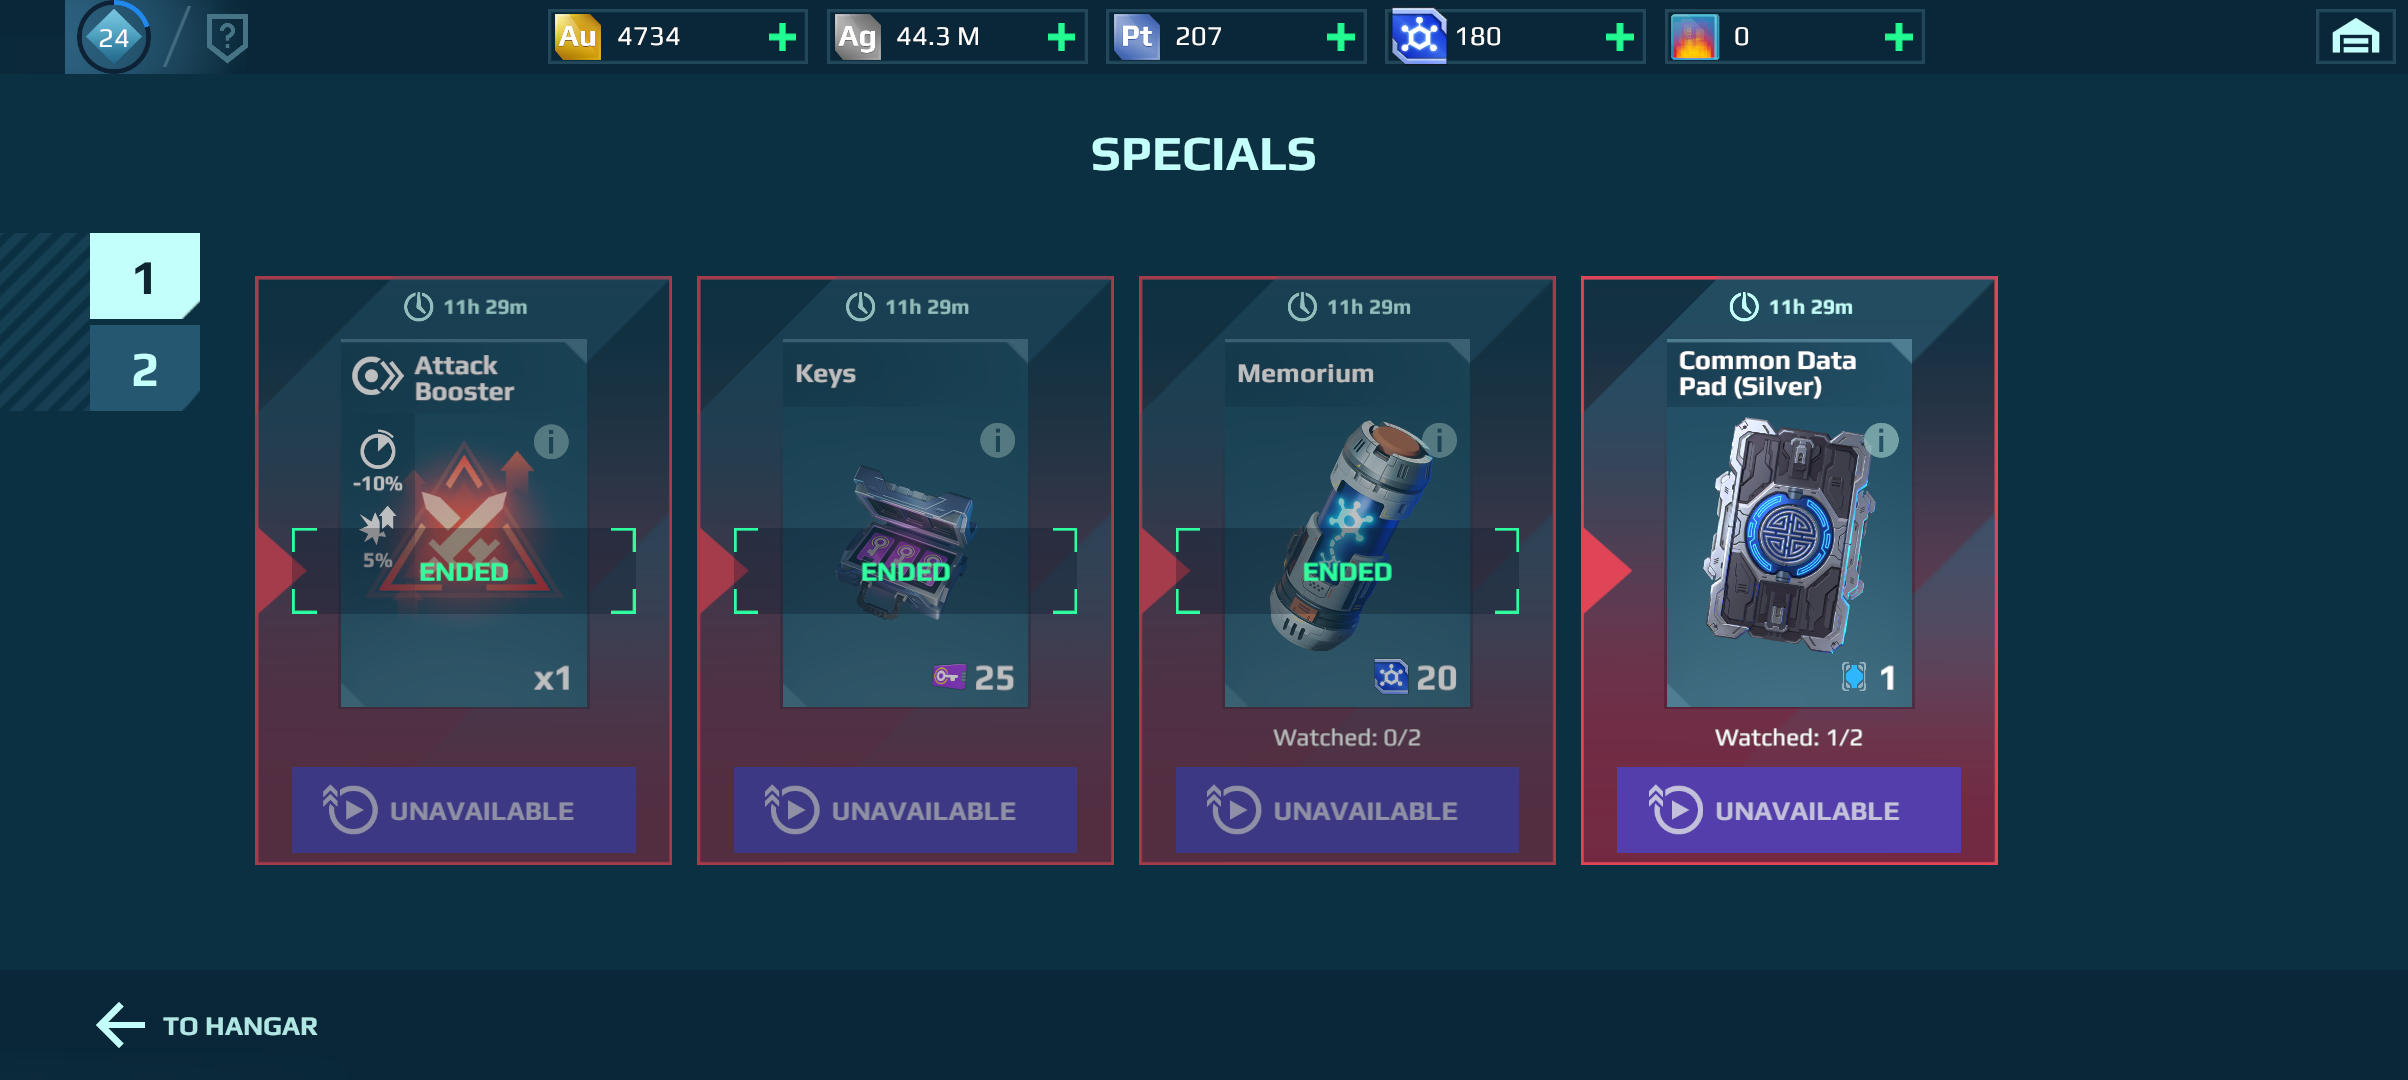 24
?
Au 4734
Ag 44.3 M
Pt 207
180
0
SPECIALS
1
2
11h 29m
Attack
Booster
i
-10%
5%
ENDED
x1
UNAVAILABLE
11h 29m
Keys
i
ENDED
25
UNAVAILABLE
11h 29m
Memorium
i
ENDED
20
Watched: 0/2
UNAVAILABLE
11h 29m
Common Data
Pad (Silver)
i
1
Watched: 1/2
UNAVAILABLE
TO HANGAR